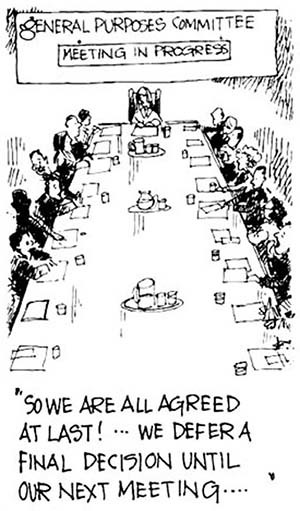 GENERAL PURPOSES COMMITTEE
MEETING IN PROGRESS
"SO WE ARE ALL AGREED
AT LAST! ... WE DEFER A
FINAL DECISION UNTIL
OUR NEXT MEETING.... "